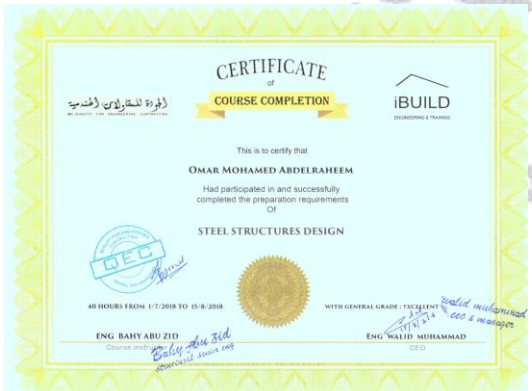 CERTIFICATE
of
COURSE COMPLETION
الجودة للمقاولات الهندسية
iBUILD
ENGINEERING & TRAINING
This is to certify that
OMAR MOHAMED ABDELRAHEEM
Had participated in and successfully
completed the preparation requirements
Of
STEEL STRUCTURES DESIGN
QEC
40 HOURS FROM 1/7/2018 TO 15/8/2018
WITH GENERAL GRADE : EXCELLENT
walid muhammad
ceo & manager
ENG BAHY ABU ZID
Course instructor
Bahy Abu Zid
structural senior eng
ENG WALID MUHAMMAD
CEO